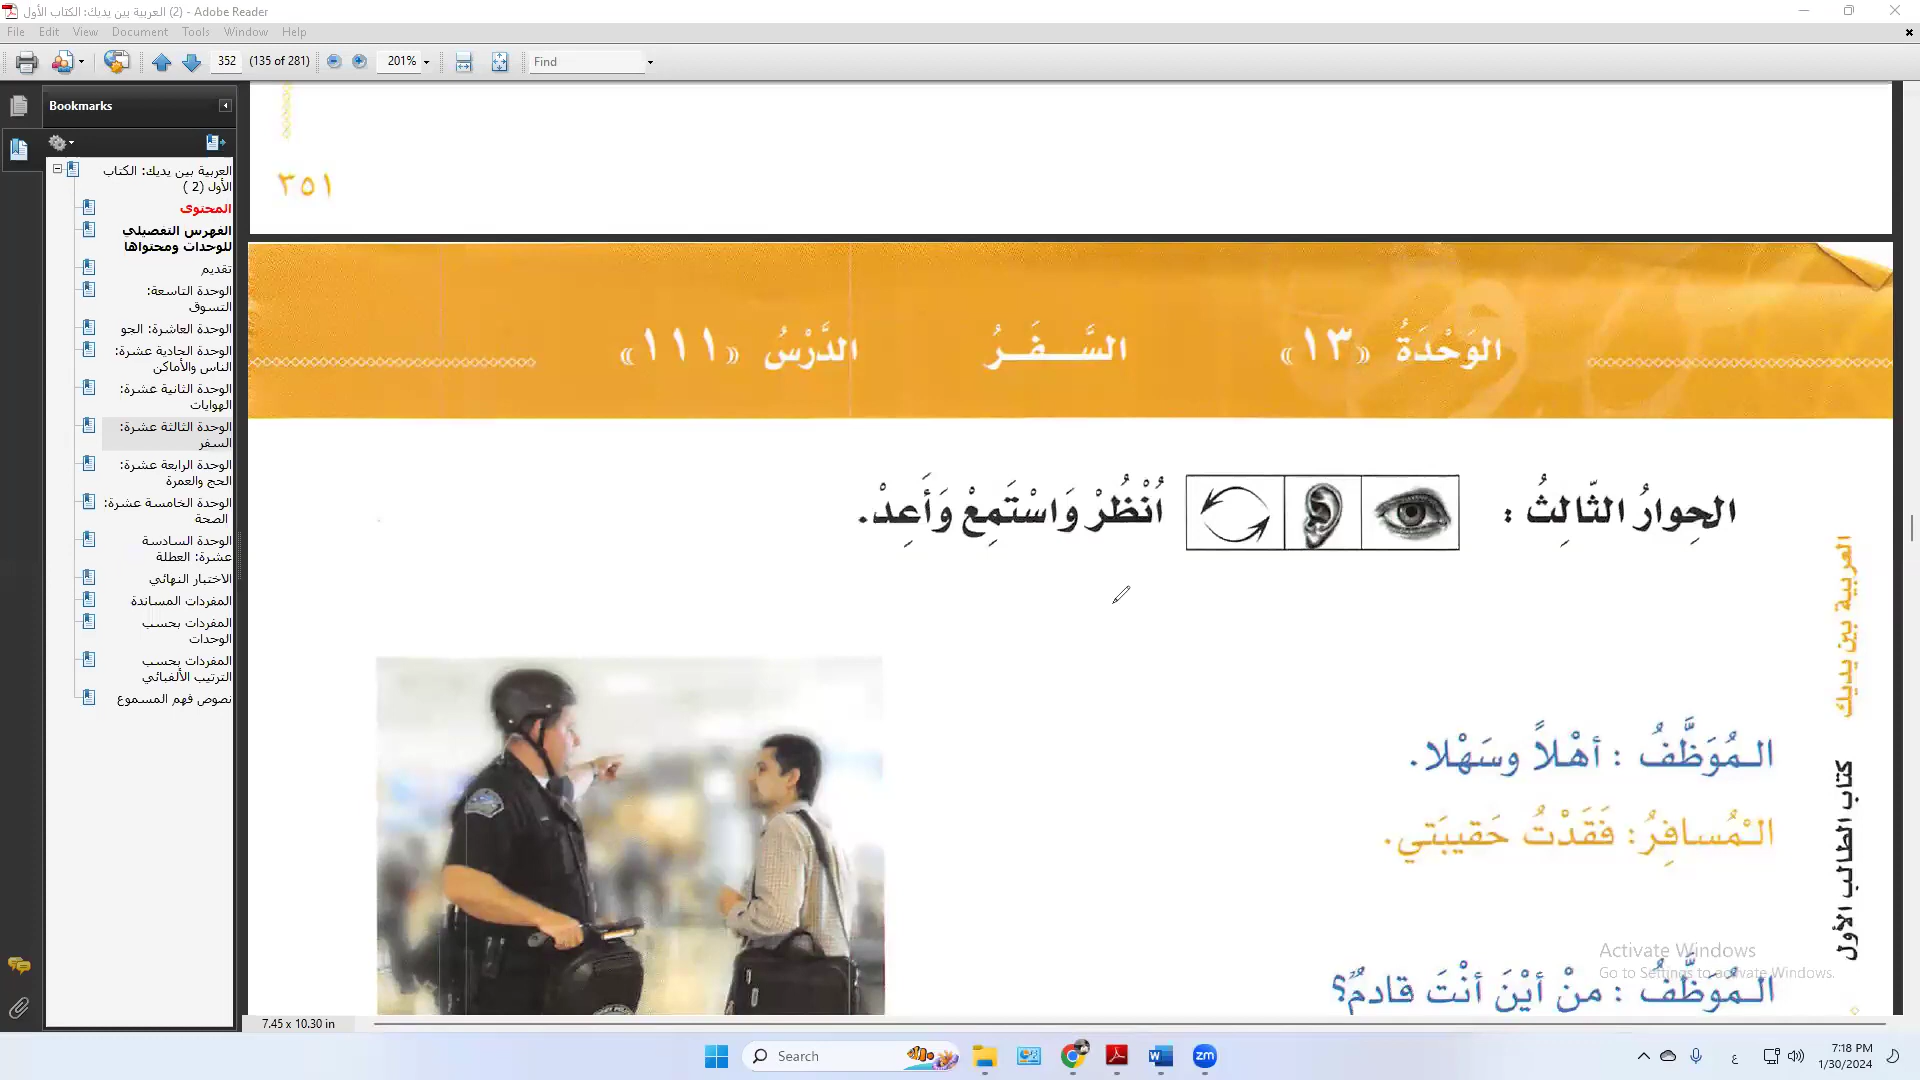 العربية بين يديك: الكتاب الأول (2) - Adobe Reader
File Edit View Document Tools Window Help
352 (135 of 281) 201% Find
Bookmarks
العربية بين يديك: الكتاب
الأول (2 )
المحتوى
الفهرس التفصيلي
للوحدات ومحتواها
تقديم
الوحدة التاسعة:
التسوق
الوحدة العاشرة: الجو
الوحدة الحادية عشرة:
الناس والأماكن
الوحدة الثانية عشرة:
الهوايات
الوحدة الثالثة عشرة:
السفر
الوحدة الرابعة عشرة:
الحج والعمرة
الوحدة الخامسة عشرة:
الصحة
الوحدة السادسة
عشرة: العطلة
الاختبار النهائي
المفردات المساندة
المفردات بحسب
الوحدات
المفردات بحسب
الترتيب الألفبائي
نصوص فهم المسموع
٣٥١
الوَحْدَةُ «١٣» السَّفَرُ الدَّرْسُ «١١١»
الحِوارُ الثّالِثُ : اُنْظُرْ وَاسْتَمِعْ وَأَعِدْ.
الـمُوَظَّفُ : أهْلاً وسَهْلا.
الـْمُسافِرُ: فَقَدْتُ حَقيبَتي.
الـمُوَظَّفُ : مِنْ أيْنَ أنْتَ قادِمٌ؟
العربية بين يديك
كتاب الطالب الأول
Activate Windows
Go to Settings to activate Windows.
7.45 x 10.30 in
Search
zm
ع
7:18 PM
1/30/2024